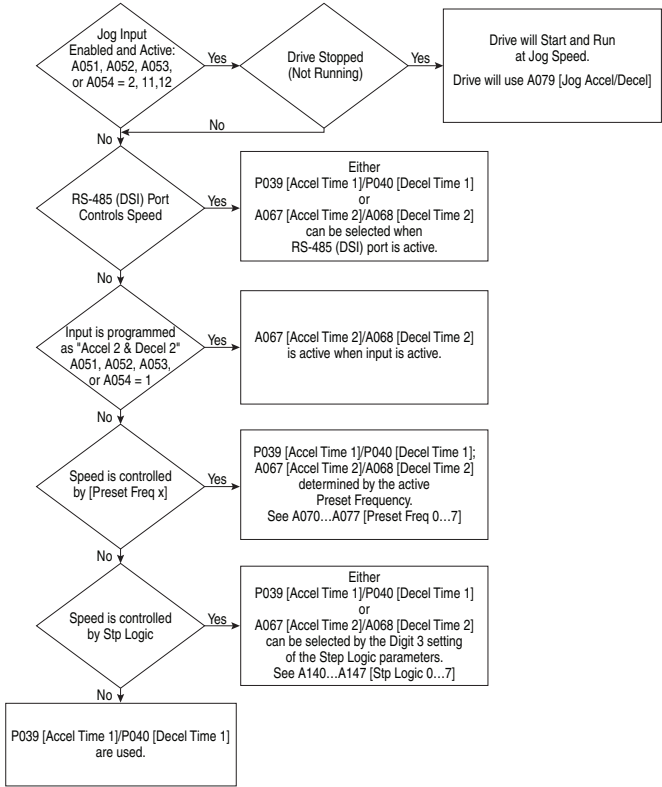 Jog Input
Enabled and Active:
A051, A052, A053,
or A054 = 2, 11,12
Yes
Drive Stopped
(Not Running)
Yes
Drive will Start and Run
at Jog Speed.
Drive will use A079 [Jog Accel/Decel]
No
No
RS-485 (DSI) Port
Controls Speed
Yes
Either
P039 [Accel Time 1]/P040 [Decel Time 1]
or
A067 [Accel Time 2]/A068 [Decel Time 2]
can be selected when
RS-485 (DSI) port is active.
No
Input is programmed
as "Accel 2 & Decel 2"
A051, A052, A053,
or A054 = 1
Yes
A067 [Accel Time 2]/A068 [Decel Time 2]
is active when input is active.
No
Speed is controlled
by [Preset Freq x]
Yes
P039 [Accel Time 1]/P040 [Decel Time 1];
A067 [Accel Time 2]/A068 [Decel Time 2]
determined by the active
Preset Frequency.
See A070...A077 [Preset Freq 0...7]
No
Speed is controlled
by Stp Logic
Yes
Either
P039 [Accel Time 1]/P040 [Decel Time 1]
or
A067 [Accel Time 2]/A068 [Decel Time 2]
can be selected by the Digit 3 setting
of the Step Logic parameters.
See A140...A147 [Stp Logic 0...7]
No
P039 [Accel Time 1]/P040 [Decel Time 1]
are used.